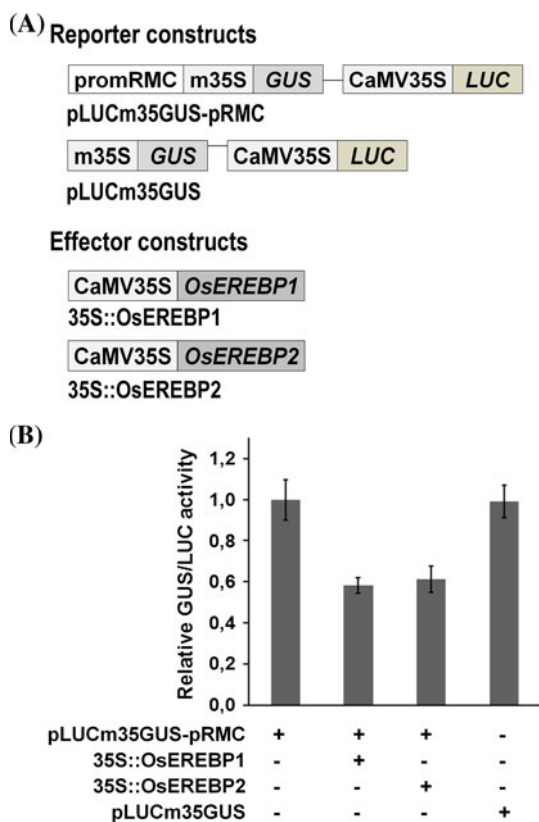 (A) Reporter constructs
promRMC m35S GUS CaMV35S LUC
pLUCm35GUS-pRMC
m35S GUS CaMV35S LUC
pLUCm35GUS
Effector constructs
CaMV35S OsEREBP1
35S::OsEREBP1
CaMV35S OsEREBP2
35S::OsEREBP2
(B)
Relative GUS/LUC activity
1,2
1,0
0,8
0,6
0,4
0,2
0,0
pLUCm35GUS-pRMC + + + -
35S::OsEREBP1 - + - -
35S::OsEREBP2 - - + -
pLUCm35GUS - - - +